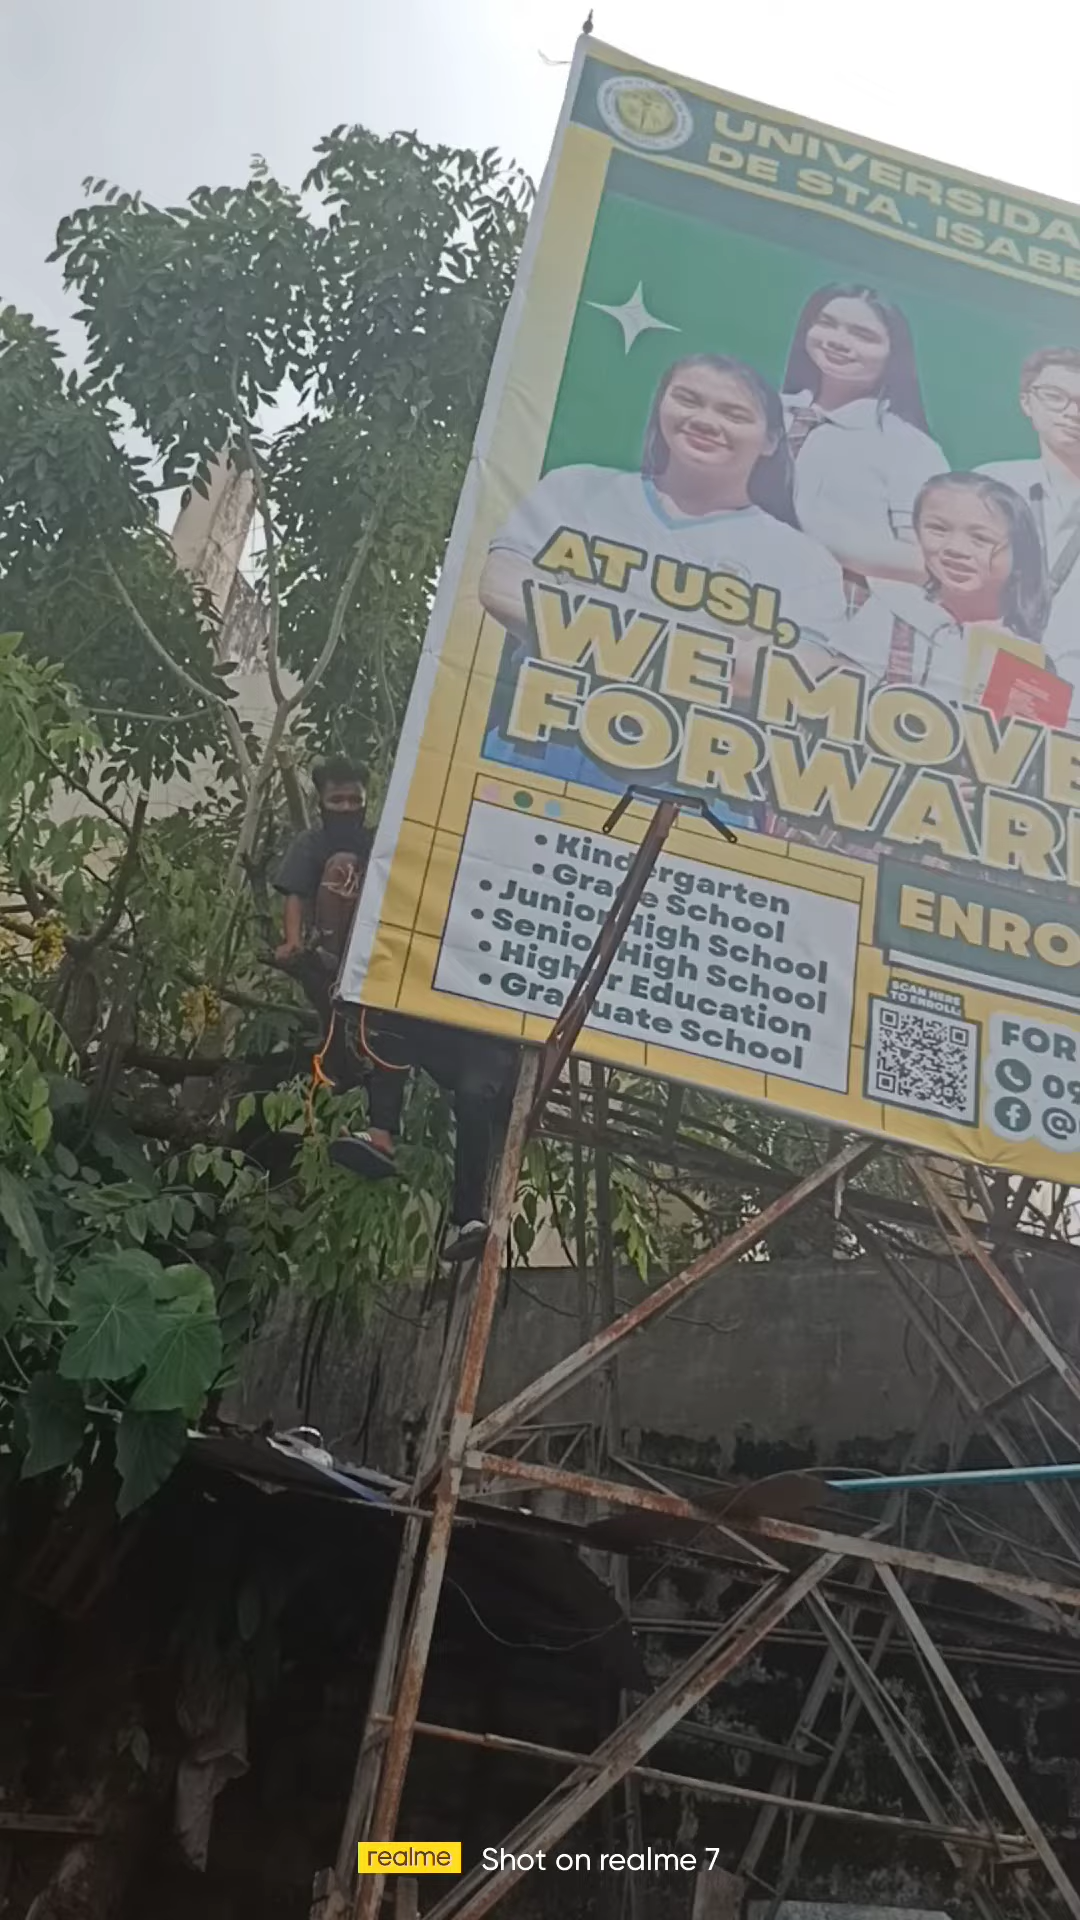 UNIVERSIDA
DE STA. ISABE
AT USI,
WE MOVE
FORWAR
• Kindergarten
• Grade School
• Junior High School
• Senior High School
• Higher Education
• Graduate School
ENRO
SCAN HERE
TO ENROLL
FOR
09
@
realme Shot on realme 7